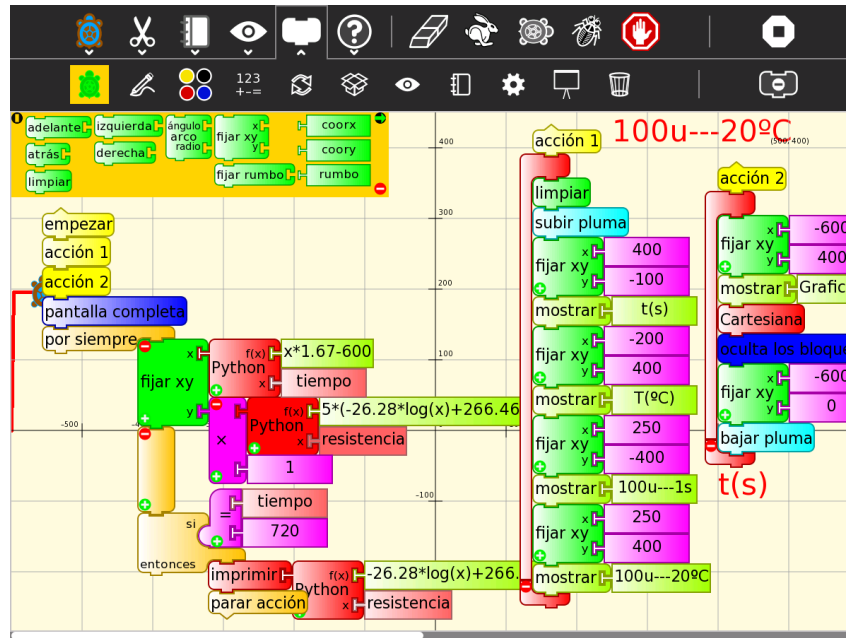 123
+-=
adelante
izquierda
ángulo
arco
radio
fijar xy
x
y
coorx
coory
rumbo
atrás
derecha
fijar rumbo
limpiar
empezar
acción 1
acción 2
pantalla completa
por siempre
fijar xy
x
y
Python
f(x)
x
x*1.67-600
tiempo
×
Python
f(x)
x
5*(-26.28*log(x)+266.46
resistencia
1
si
=
tiempo
720
entonces
imprimir
Python
f(x)
x
-26.28*log(x)+266.
resistencia
parar acción
-500
400
300
200
100
-100
acción 1
100u---20ºC
(500,400)
limpiar
subir pluma
fijar xy
x
y
400
-100
mostrar
t(s)
fijar xy
x
y
-200
400
mostrar
T(ºC)
fijar xy
x
y
250
-400
mostrar
100u---1s
fijar xy
x
y
250
400
mostrar
100u---20ºC
acción 2
fijar xy
x
y
-600
400
mostrar
Grafic
Cartesiana
oculta los bloque
fijar xy
x
y
-600
0
bajar pluma
t(s)